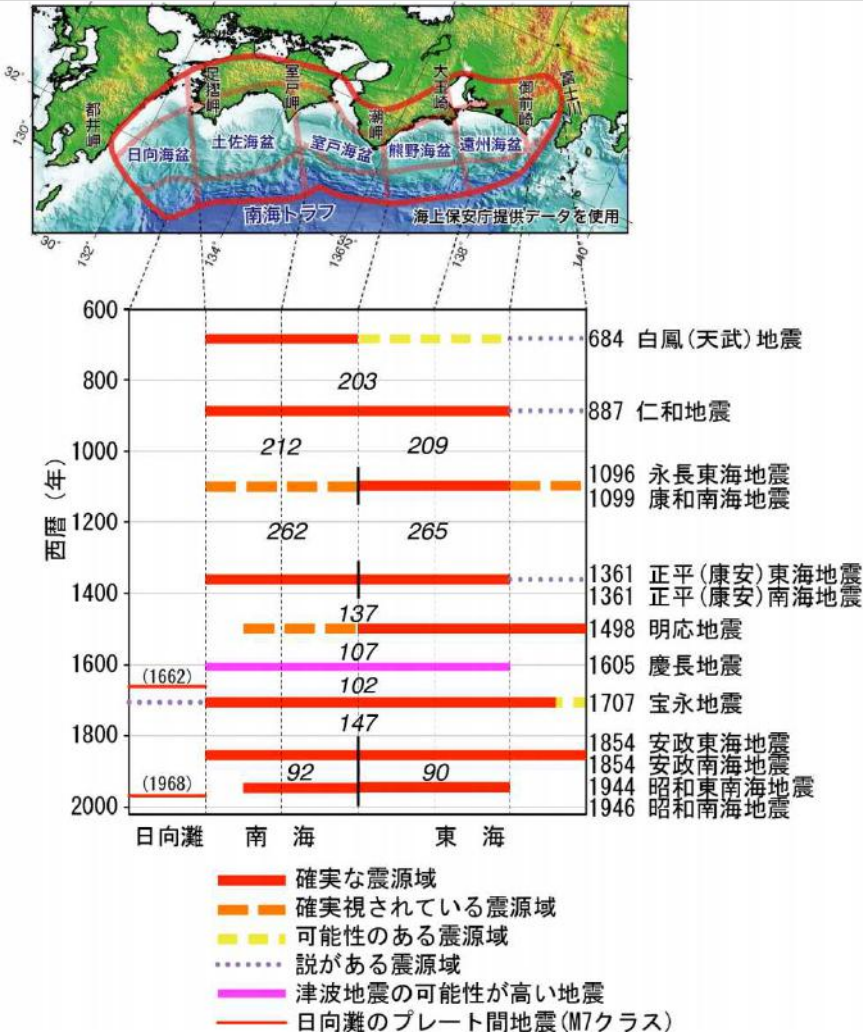 32°
130°
都井岬
足摺岬
室戸岬
潮岬
大王崎
御前崎
富士川
日向海盆
土佐海盆
室戸海盆
熊野海盆
遠州海盆
南海トラフ
海上保安庁提供データを使用
30°
132°
134°
136°
138°
140°
西暦(年)
600
684 白鳳(天武)地震
800
203
887 仁和地震
1000
212
209
1096 永長東海地震
1099 康和南海地震
1200
262
265
1361 正平(康安)東海地震
1361 正平(康安)南海地震
1400
137
1498 明応地震
107
1600
1605 慶長地震
(1662)
102
1707 宝永地震
147
1800
1854 安政東海地震
1854 安政南海地震
92
90
(1968)
1944 昭和東南海地震
1946 昭和南海地震
2000
日向灘 南 海 東 海
確実な震源域
確実視されている震源域
可能性のある震源域
説がある震源域
津波地震の可能性が高い地震
日向灘のプレート間地震(M7クラス)